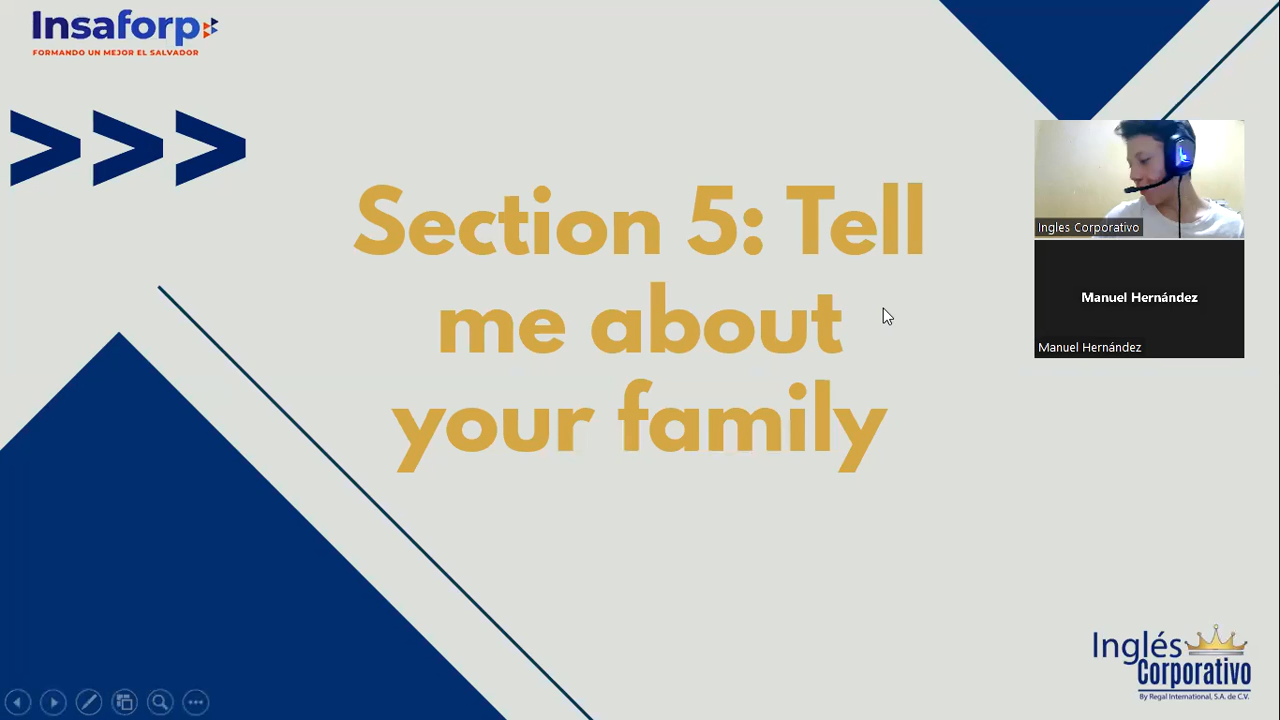 Insaforp
FORMANDO UN MEJOR EL SALVADOR
>>>
Section 5: Tell
me about
your family
Ingles Corporativo
Manuel Hernández
Manuel Hernández
Inglés
Corporativo
By Regal International, S.A. de C.V.